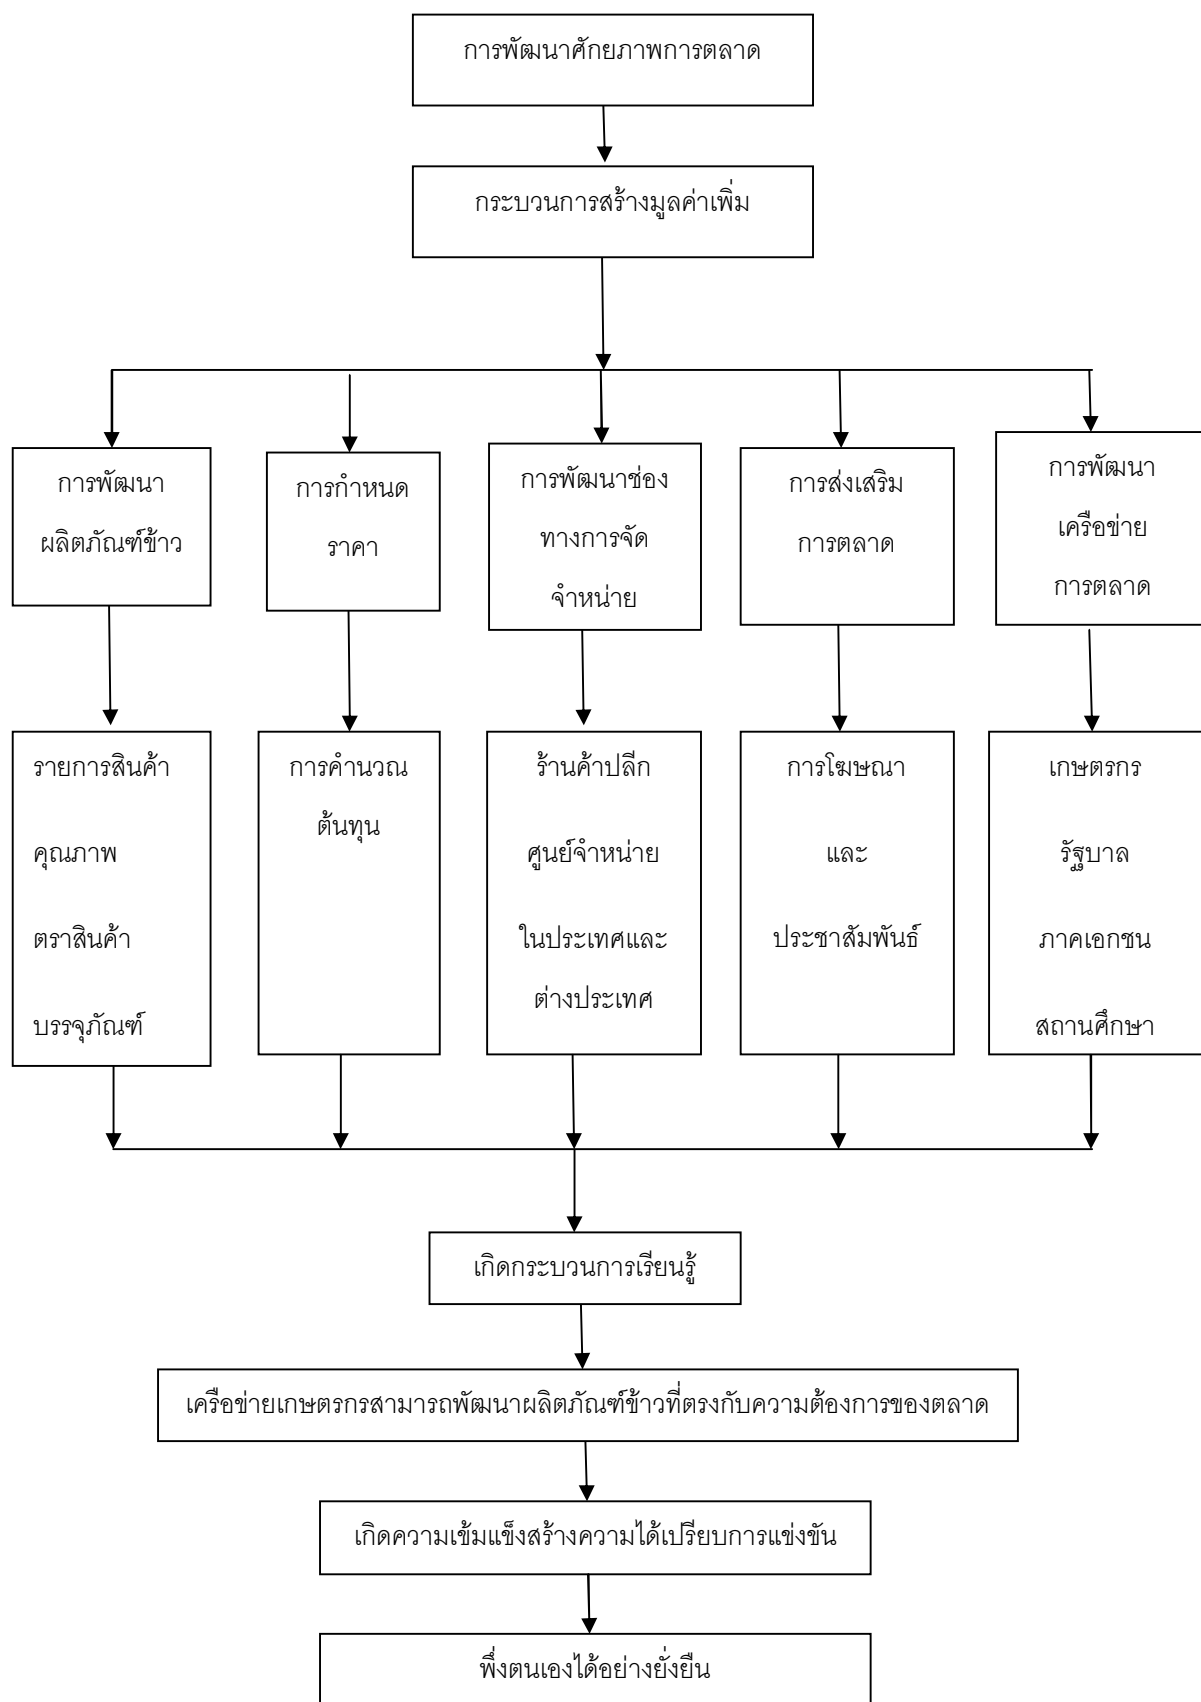 การพัฒนาศักยภาพการตลาด
กระบวนการสร้างมูลค่าเพิ่ม
การพัฒนา
ผลิตภัณฑ์ข้าว
การกำหนด
ราคา
การพัฒนาช่อง
ทางการจัด
จำหน่าย
การส่งเสริม
การตลาด
การพัฒนา
เครือข่าย
การตลาด
รายการสินค้า
คุณภาพ
ตราสินค้า
บรรจุภัณฑ์
การคำนวณ
ต้นทุน
ร้านค้าปลีก
ศูนย์จำหน่าย
ในประเทศและ
ต่างประเทศ
การโฆษณา
และ
ประชาสัมพันธ์
เกษตรกร
รัฐบาล
ภาคเอกชน
สถานศึกษา
เกิดกระบวนการเรียนรู้
เครือข่ายเกษตรกรสามารถพัฒนาผลิตภัณฑ์ข้าวที่ตรงกับความต้องการของตลาด
เกิดความเข้มแข็งสร้างความได้เปรียบการแข่งขัน
พึ่งตนเองได้อย่างยั่งยืน